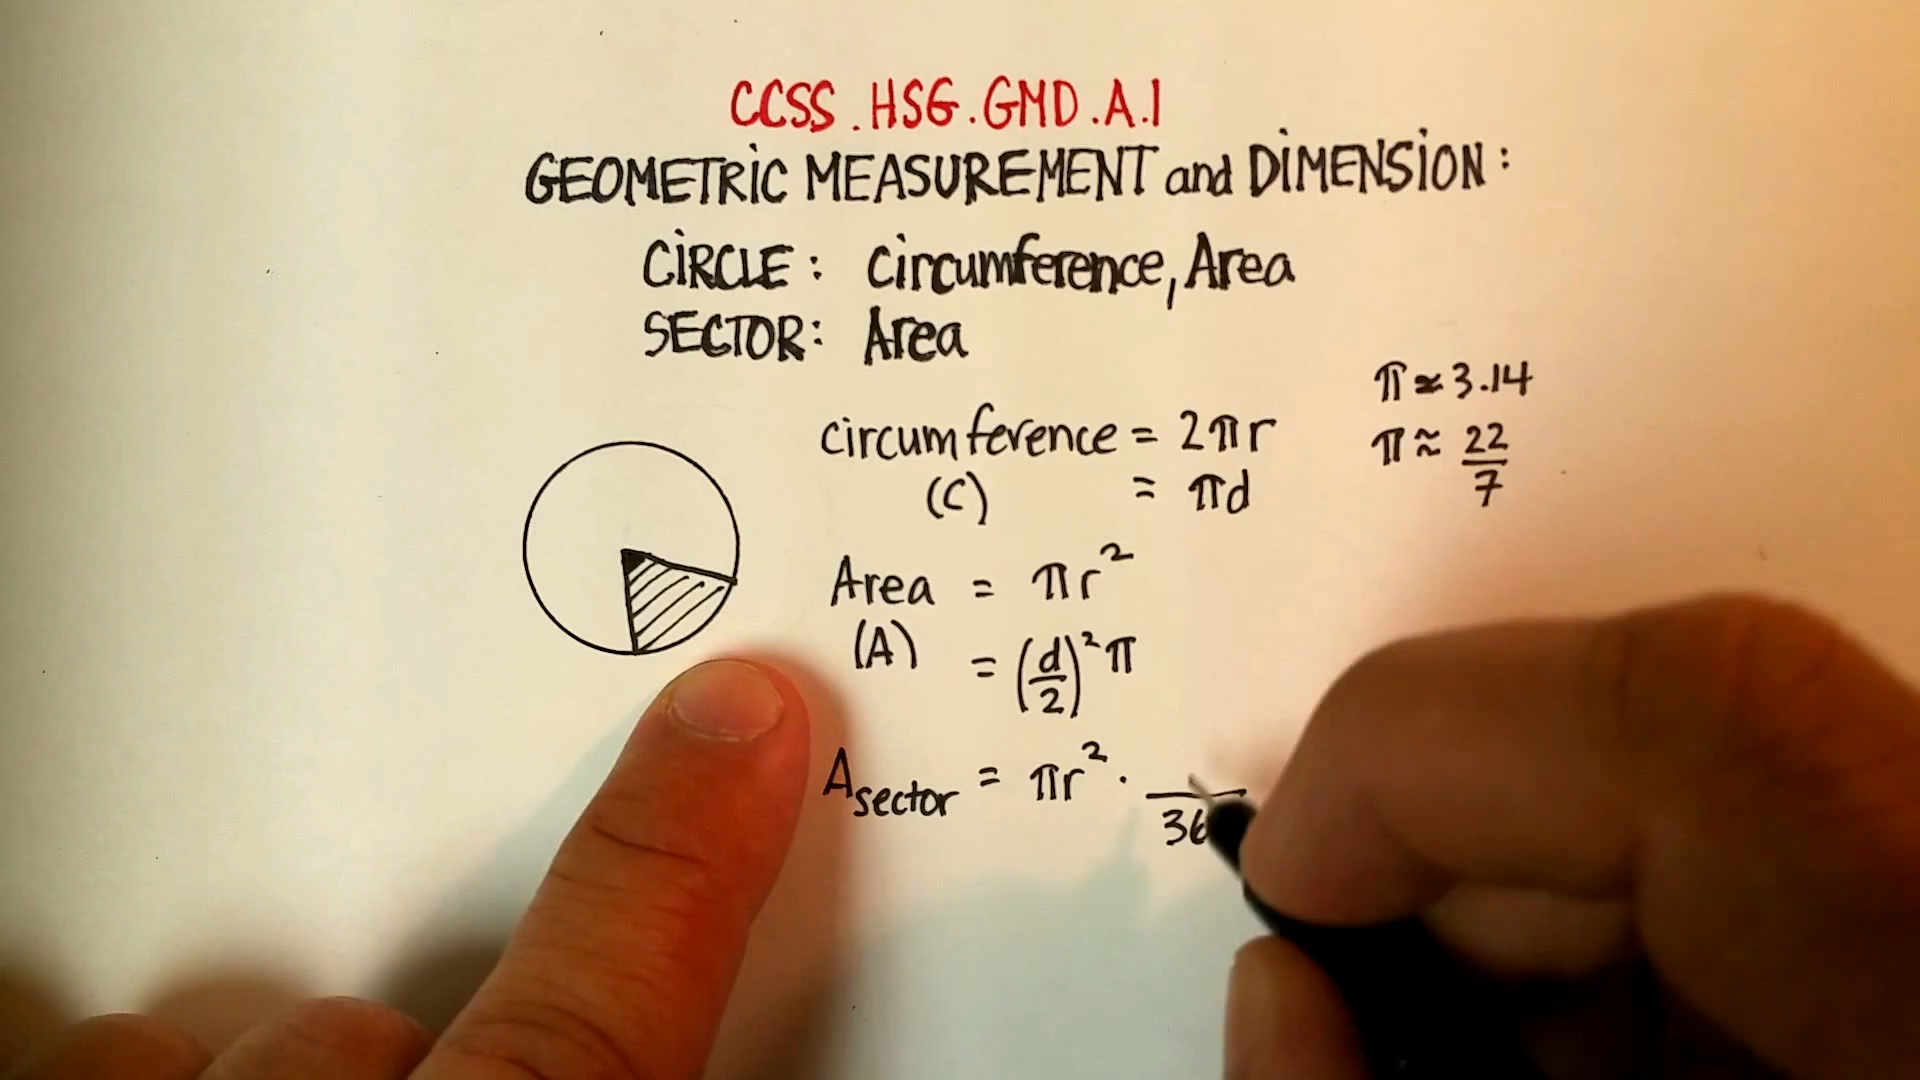 CCSS.HSG.GMD.A.1
GEOMETRIC MEASUREMENT and DIMENSION:
CIRCLE: Circumference, Area
SECTOR: Area
π ≃ 3.14
π ≈ 22/7
circumference = 2πr
(C) = πd
Area = πr²
(A) = (d/2)²π
A sector = πr² ·